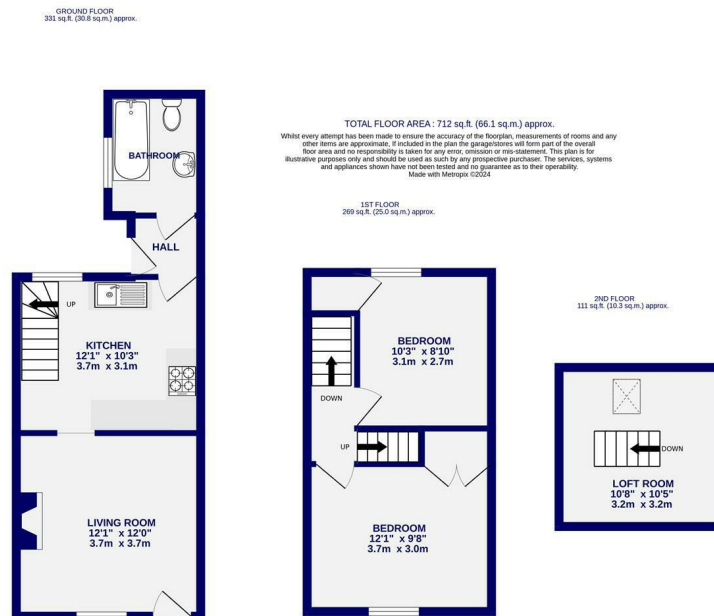 GROUND FLOOR
331 sq.ft. (30.8 sq.m.) approx.
BATHROOM
HALL
UP
KITCHEN
12'1" x 10'3"
3.7m x 3.1m
LIVING ROOM
12'1" x 12'0"
3.7m x 3.7m
TOTAL FLOOR AREA : 712 sq.ft. (66.1 sq.m.) approx.
Whilst every attempt has been made to ensure the accuracy of the floorplan, measurements of rooms and any
other items are approximate, If included in the plan the garage/stores will form part of the overall
floor area and no responsibility is taken for any error, omission or mis-statement. This plan is for
illustrative purposes only and should be used as such by any prospective purchaser. The services, systems
and appliances shown have not been tested and no guarantee as to their operability.
Made with Metropix ©2024
1ST FLOOR
269 sq.ft. (25.0 sq.m.) approx.
BEDROOM
10'3" x 8'10"
3.1m x 2.7m
DOWN
UP
BEDROOM
12'1" x 9'8"
3.7m x 3.0m
2ND FLOOR
111 sq.ft. (10.3 sq.m.) approx.
DOWN
LOFT ROOM
10'8" x 10'5"
3.2m x 3.2m